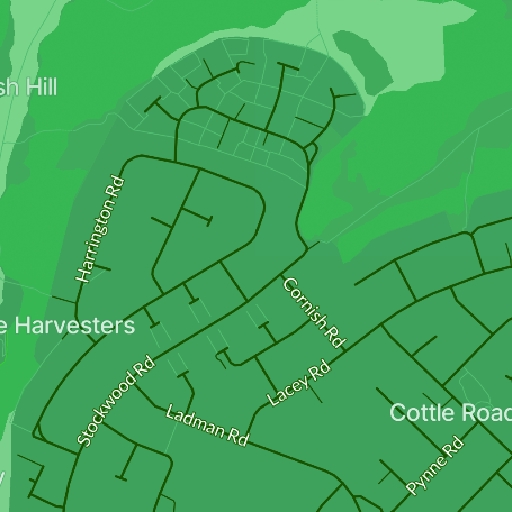 sh Hill
Harrington Rd
Cornish Rd
e Harvesters
Stockwood Rd
Lacey Rd
Ladman Rd
Cottle Road
Pynne Rd
y